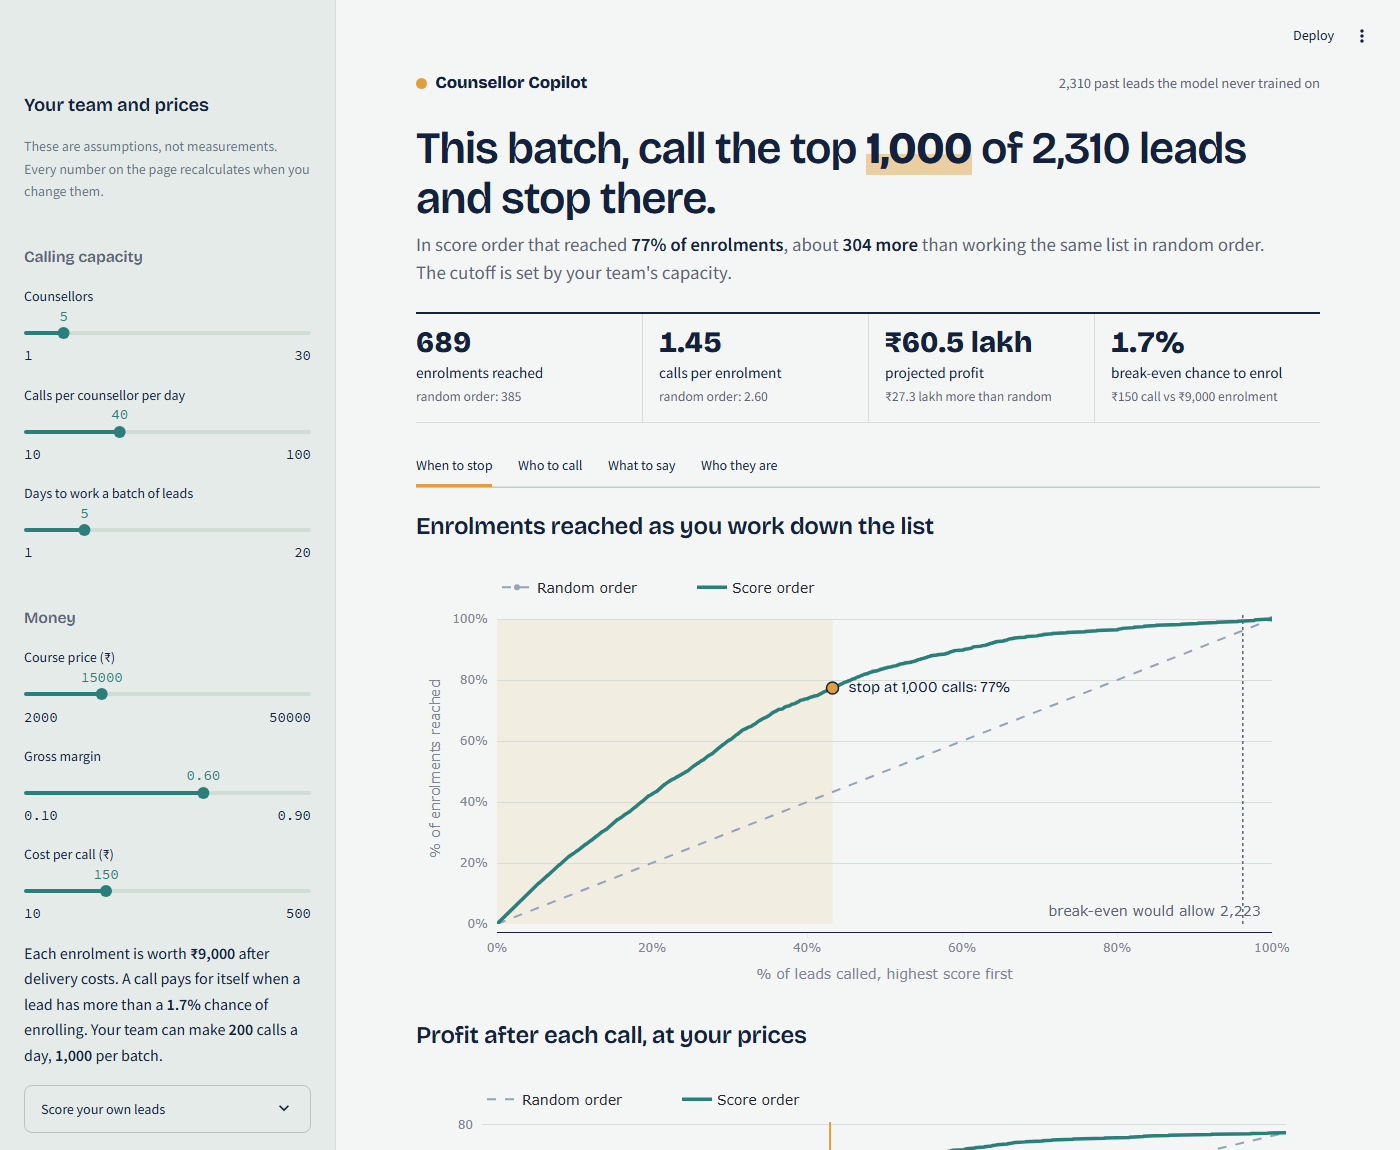 Deploy
Your team and prices
These are assumptions, not measurements.
Every number on the page recalculates when you
change them.
Calling capacity
Counsellors
5
1 30
Calls per counsellor per day
40
10 100
Days to work a batch of leads
5
1 20
Money
Course price (₹)
15000
2000 50000
Gross margin
0.60
0.10 0.90
Cost per call (₹)
150
10 500
Each enrolment is worth ₹9,000 after
delivery costs. A call pays for itself when a
lead has more than a 1.7% chance of
enrolling. Your team can make 200 calls a
day, 1,000 per batch.
Score your own leads
Counsellor Copilot
2,310 past leads the model never trained on
This batch, call the top 1,000 of 2,310 leads
and stop there.
In score order that reached 77% of enrolments, about 304 more than working the same list in random order.
The cutoff is set by your team's capacity.
689
enrolments reached
random order: 385
1.45
calls per enrolment
random order: 2.60
₹60.5 lakh
projected profit
₹27.3 lakh more than random
1.7%
break-even chance to enrol
₹150 call vs ₹9,000 enrolment
When to stop Who to call What to say Who they are
Enrolments reached as you work down the list
Random order Score order
100%
80%
60%
40%
20%
0%
% of enrolments reached
stop at 1,000 calls: 77%
break-even would allow 2,223
0% 20% 40% 60% 80% 100%
% of leads called, highest score first
Profit after each call, at your prices
Random order Score order
80